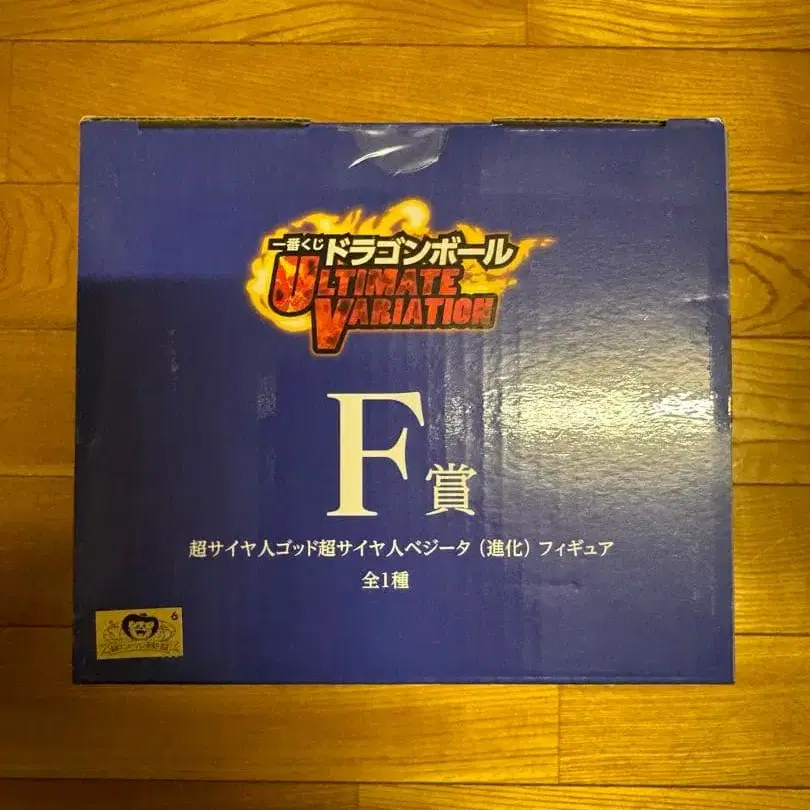 一番くじ ドラゴンボール
ULTIMATE
VARIATION
F賞
超サイヤ人ゴッド超サイヤ人ベジータ（進化）フィギュア
全1種
6